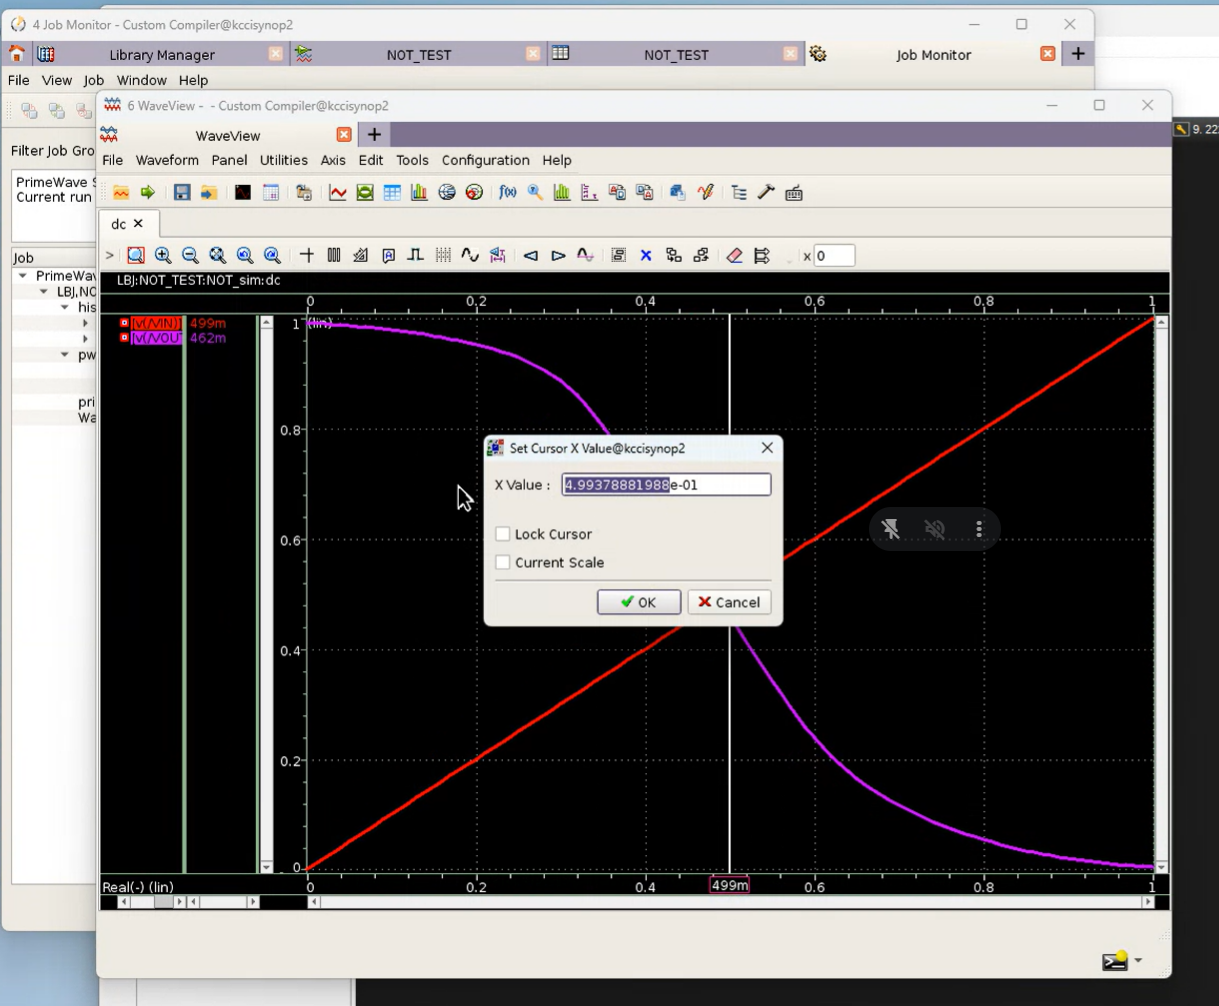 4 Job Monitor - Custom Compiler@kccisynop2
Library Manager
NOT_TEST
NOT_TEST
Job Monitor
File View Job Window Help
6 WaveView - - Custom Compiler@kccisynop2
9. 22
WaveView
Filter Job Gro
File Waveform Panel Utilities Axis Edit Tools Configuration Help
PrimeWave S
Current run
dc
Job
> x 0
PrimeWav
LBJ:NOT_TEST:NOT_sim:dc
LBJ,NO
0 0.2 0.4 0.8 1
his
v(/VIN) 499m
1 (lin)
v(/VOU 462m
pw
pri
Wa
0.8
Set Cursor X Value@kccisynop2
X Value : 4.99378881988e-01
Lock Cursor
0.6
Current Scale
OK Cancel
0.4
0.2
0
Real(-) (lin)
0 0.2 0.4 499m 0.6 0.8 1